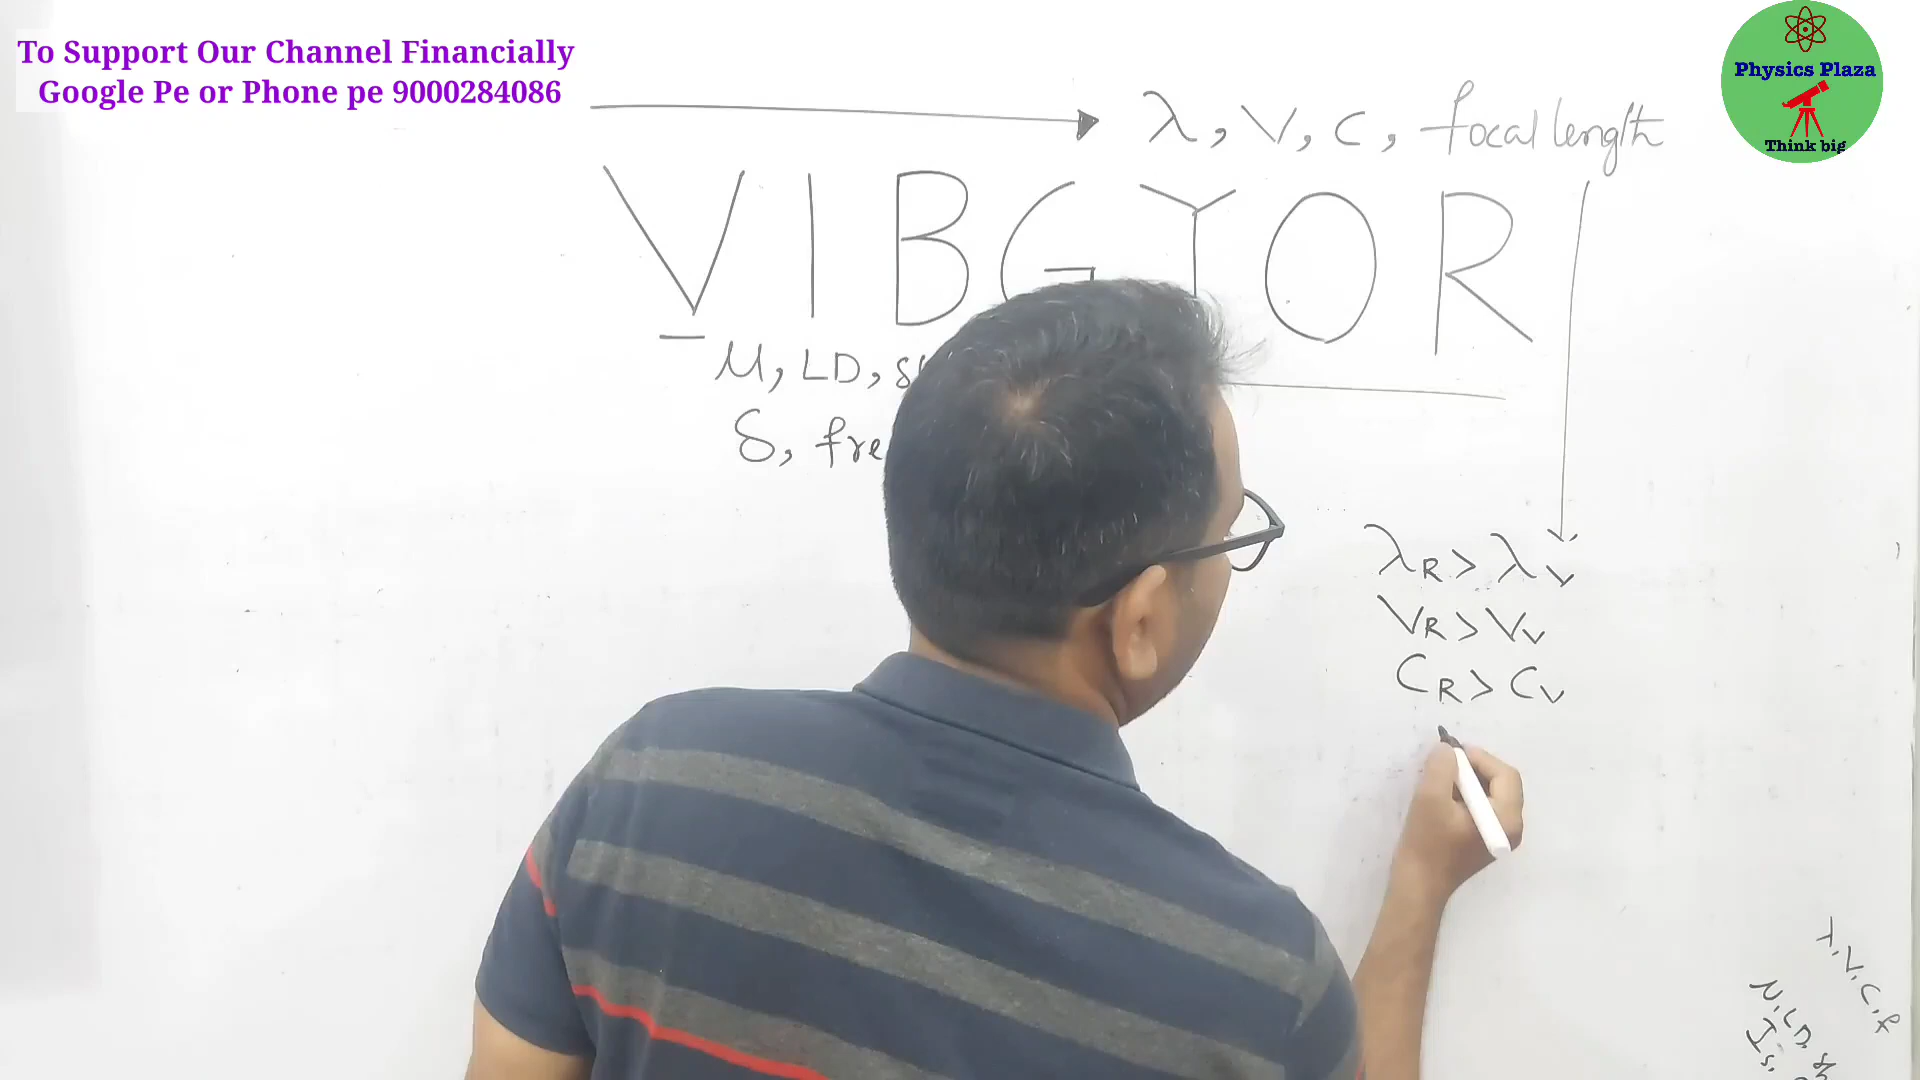 To Support Our Channel Financially
Google Pe or Phone pe 9000284086
Physics Plaza
Think big
λ, V, C, focal length
VIBGYOR
μ, LD,
δ, fre
λR > λV
VR > VV
CR > CV
λ, V, C, f